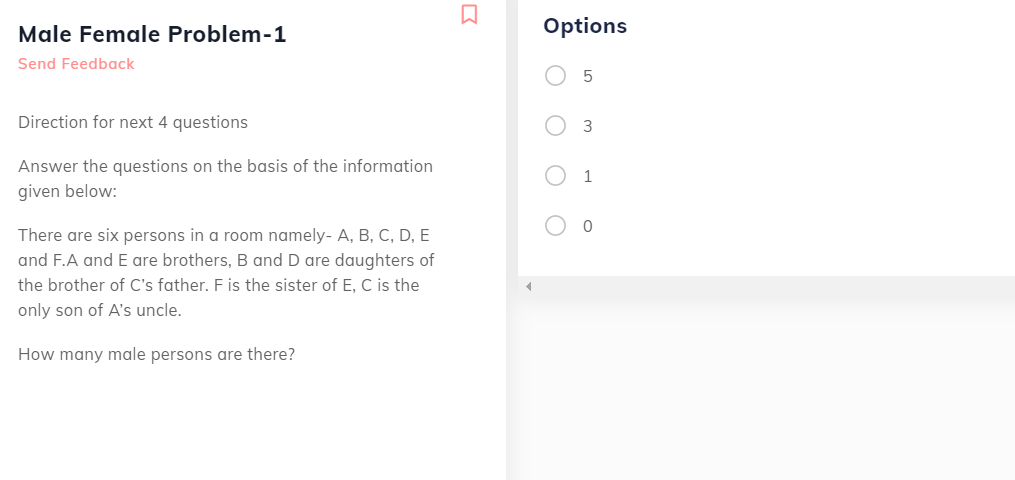 Male Female Problem-1
Send Feedback
Direction for next 4 questions
Answer the questions on the basis of the information
given below:
There are six persons in a room namely- A, B, C, D, E
and F.A and E are brothers, B and D are daughters of
the brother of C’s father. F is the sister of E, C is the
only son of A’s uncle.
How many male persons are there?
Options
5
3
1
0